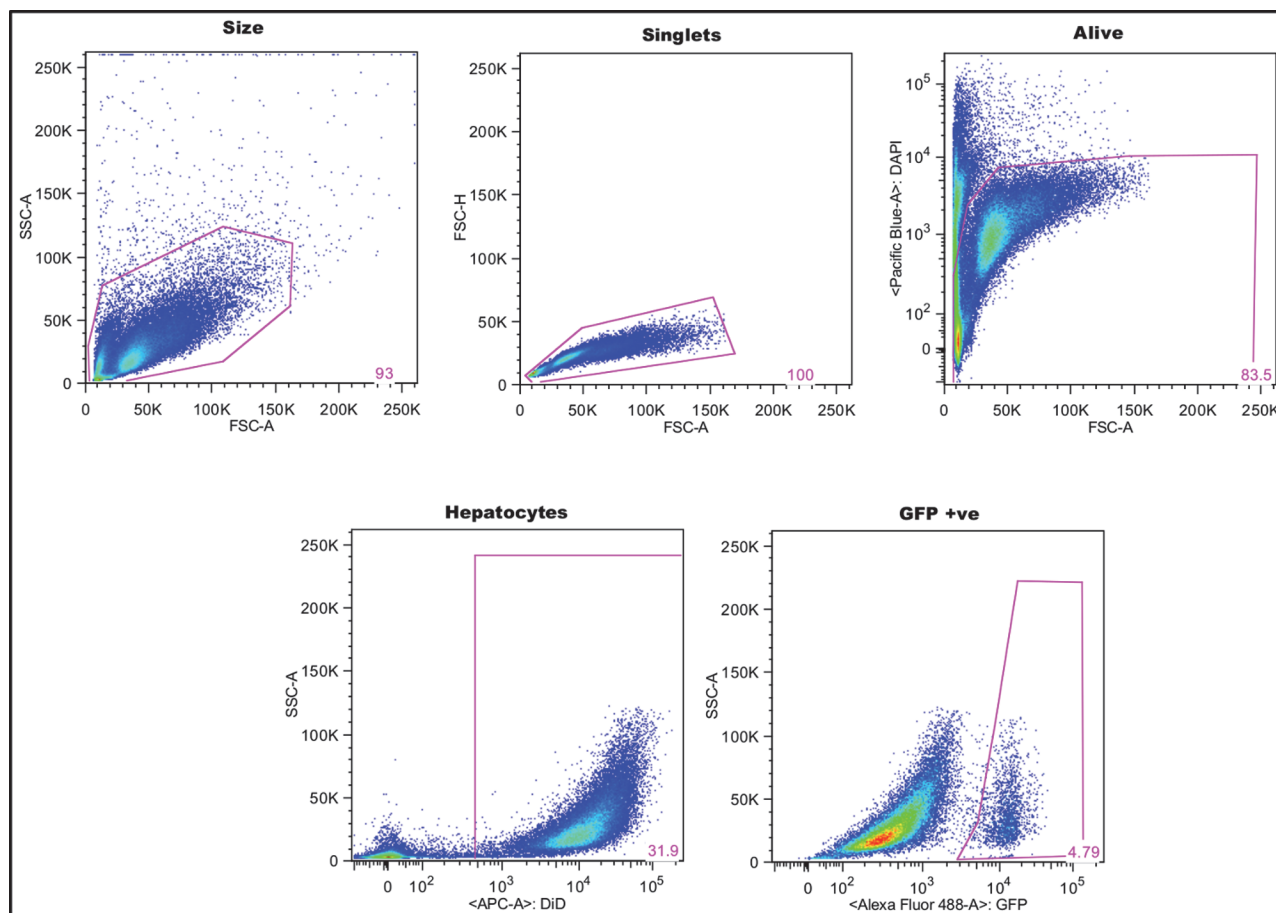 Size
Singlets
Alive
250K
200K
150K
100K
50K
0
SSC-A
93
0 50K 100K 150K 200K 250K
FSC-A
250K
200K
150K
100K
50K
0
FSC-H
100
0 50K 100K 150K 200K 250K
FSC-A
10^5
10^4
10^3
10^2
0
<Pacific Blue-A>: DAPI
83.5
0 50K 100K 150K 200K 250K
FSC-A
Hepatocytes
GFP +ve
250K
200K
150K
100K
50K
0
SSC-A
31.9
0 10^2 10^3 10^4 10^5
<APC-A>: DiD
250K
200K
150K
100K
50K
0
SSC-A
4.79
0 10^2 10^3 10^4 10^5
<Alexa Fluor 488-A>: GFP